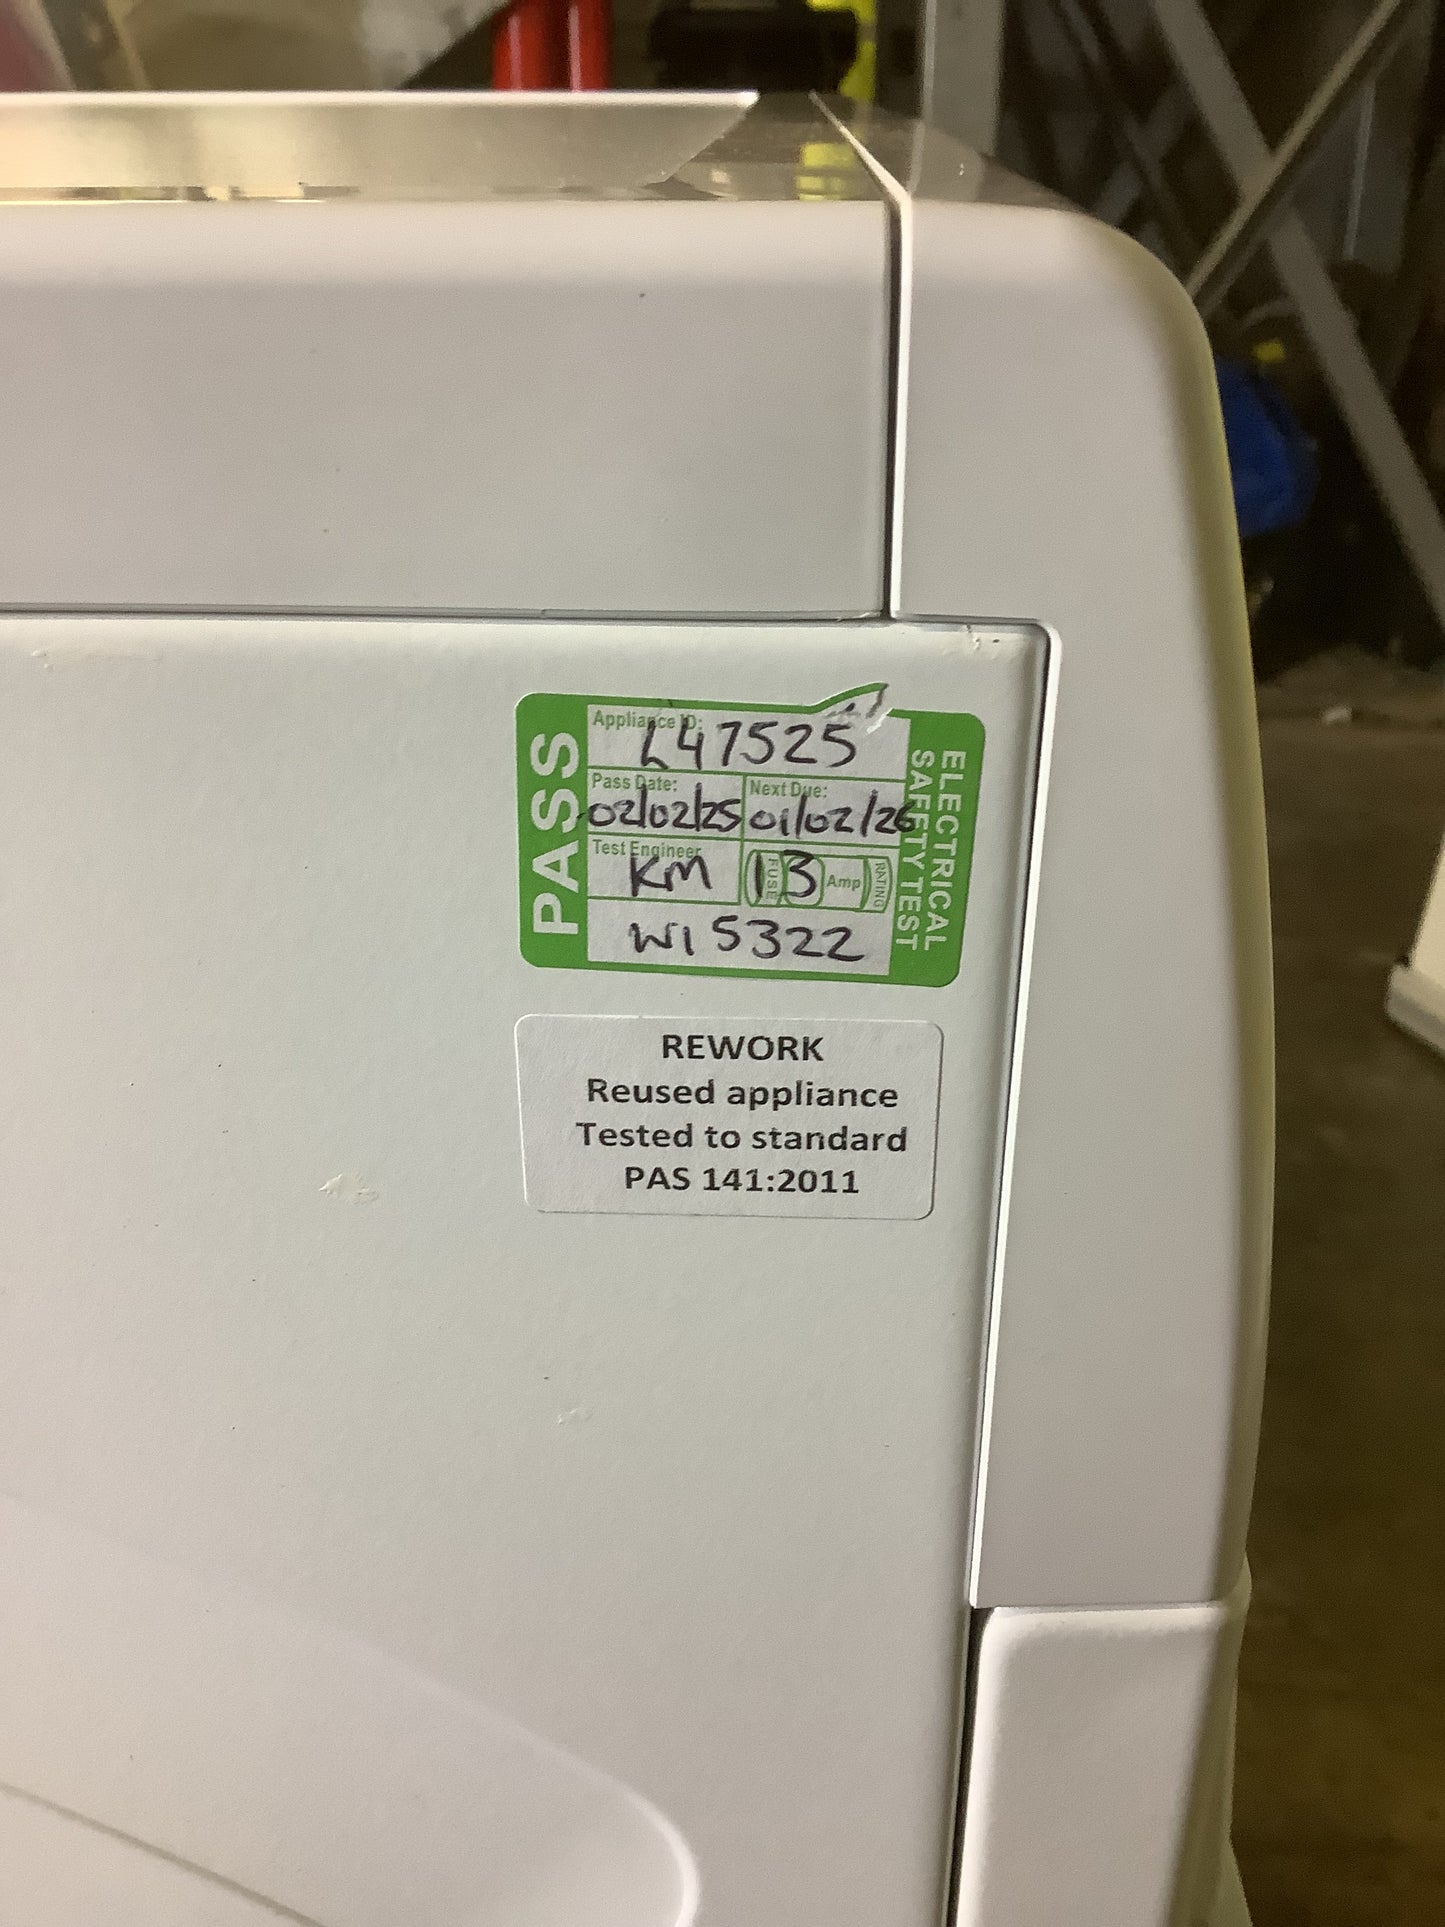 PASS
Appliance ID:
L47525
Pass Date:
Next Due:
02/02/25
01/02/26
Test Engineer
KM
13
FUSE
Amp
RATING
W15322
ELECTRICAL
SAFETY TEST
REWORK
Reused appliance
Tested to standard
PAS 141:2011